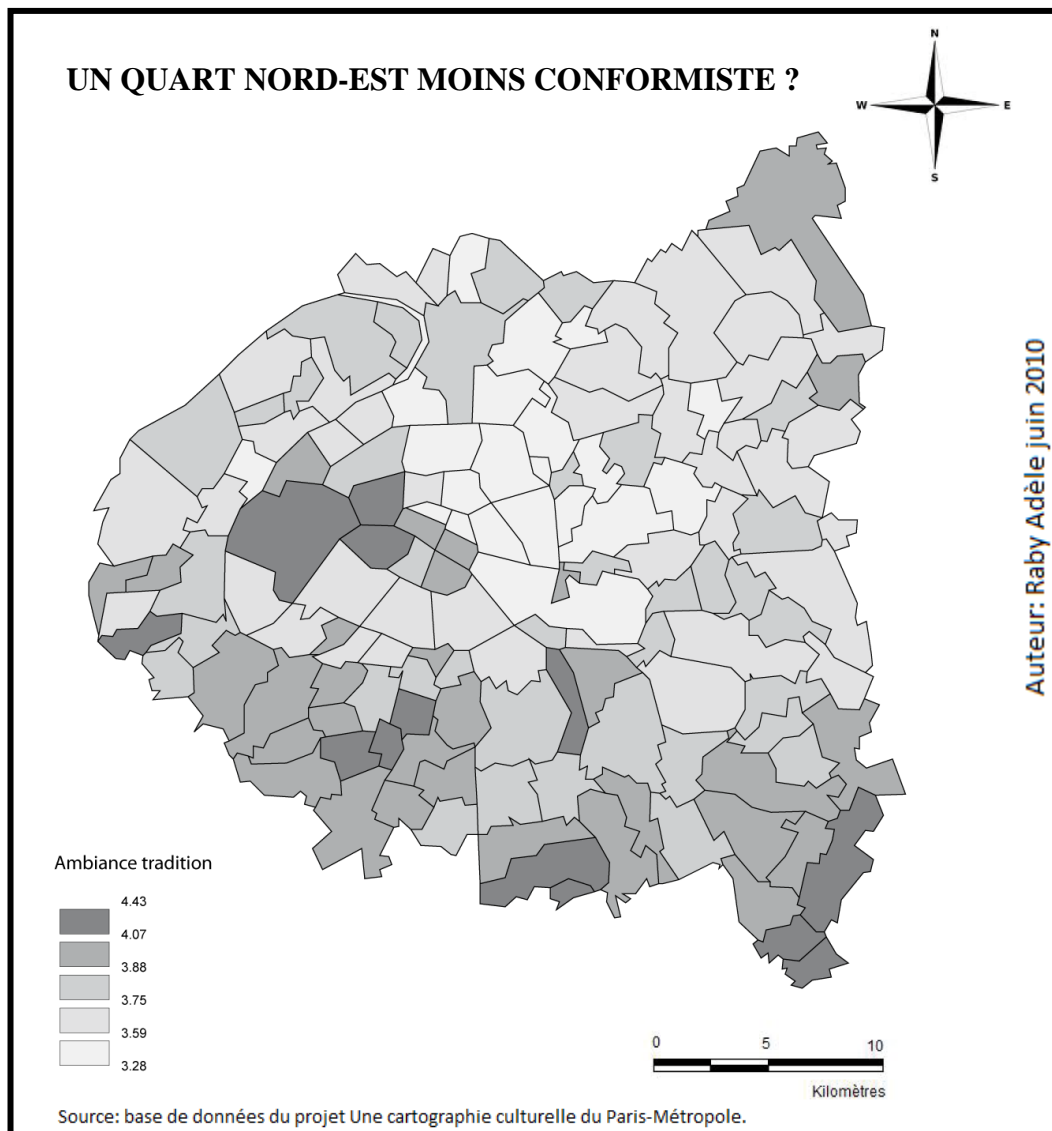 UN QUART NORD-EST MOINS CONFORMISTE ?
N
W
E
S
Auteur: Raby Adèle juin 2010
Ambiance tradition
4.43
4.07
3.88
3.75
3.59
3.28
0 5 10
Kilomètres
Source: base de données du projet Une cartographie culturelle du Paris-Métropole.